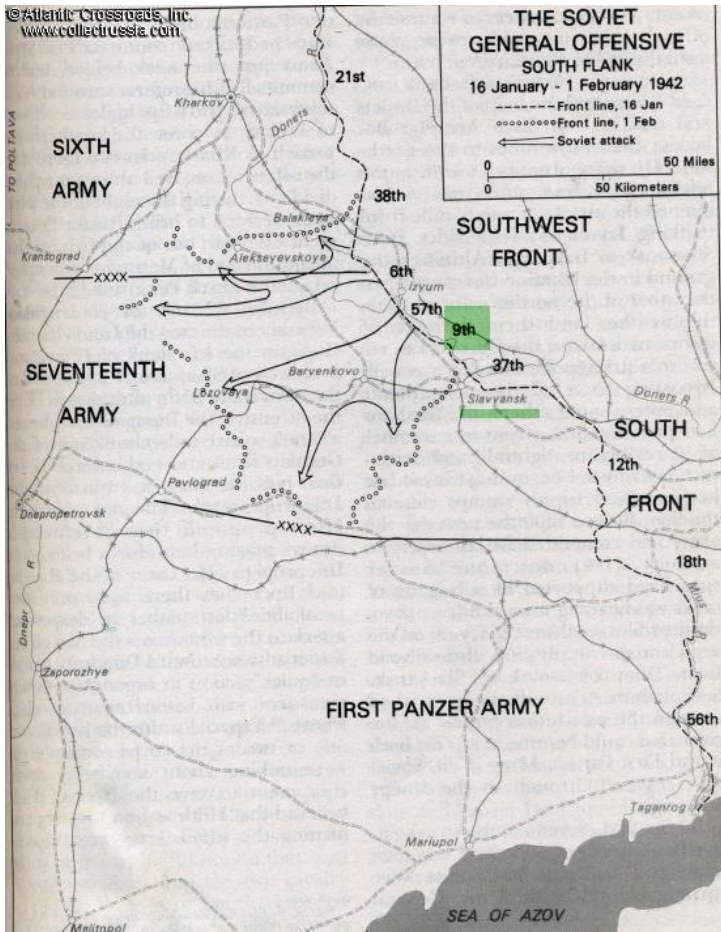 ©Atlantic Crossroads, Inc.
www.collectrussia.com
THE SOVIET
GENERAL OFFENSIVE
SOUTH FLANK
16 January - 1 February 1942
Front line, 16 Jan
Front line, 1 Feb
Soviet attack
0 50 Miles
0 50 Kilometers
21st
Kharkov
Donets
TO POLTAVA
SIXTH
ARMY
38th
Balakleya
SOUTHWEST
FRONT
Krasnograd
Alekseyevskoye
6th
Izyum
XXXX
57th
9th
37th
SEVENTEENTH
ARMY
Barvenkovo
Lozovaya
Slavyansk
Donets R
SOUTH
FRONT
12th
Pavlograd
Dnepropetrovsk
XXXX
18th
Dnepr R
Mius R
Zaporozhye
FIRST PANZER ARMY
56th
Taganrog
Mariupol
SEA OF AZOV
Melitopol